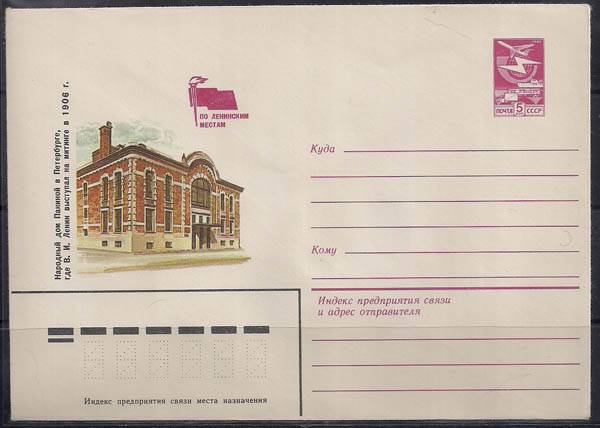 Народный дом Паниной в Петербурге,
где В. И. Ленин выступал на митинге в 1906 г.
ПО ЛЕНИНСКИМ
МЕСТАМ
ПОЧТА 5 СССР
Куда
Кому
Индекс предприятия связи
и адрес отправителя
Индекс предприятия связи места назначения